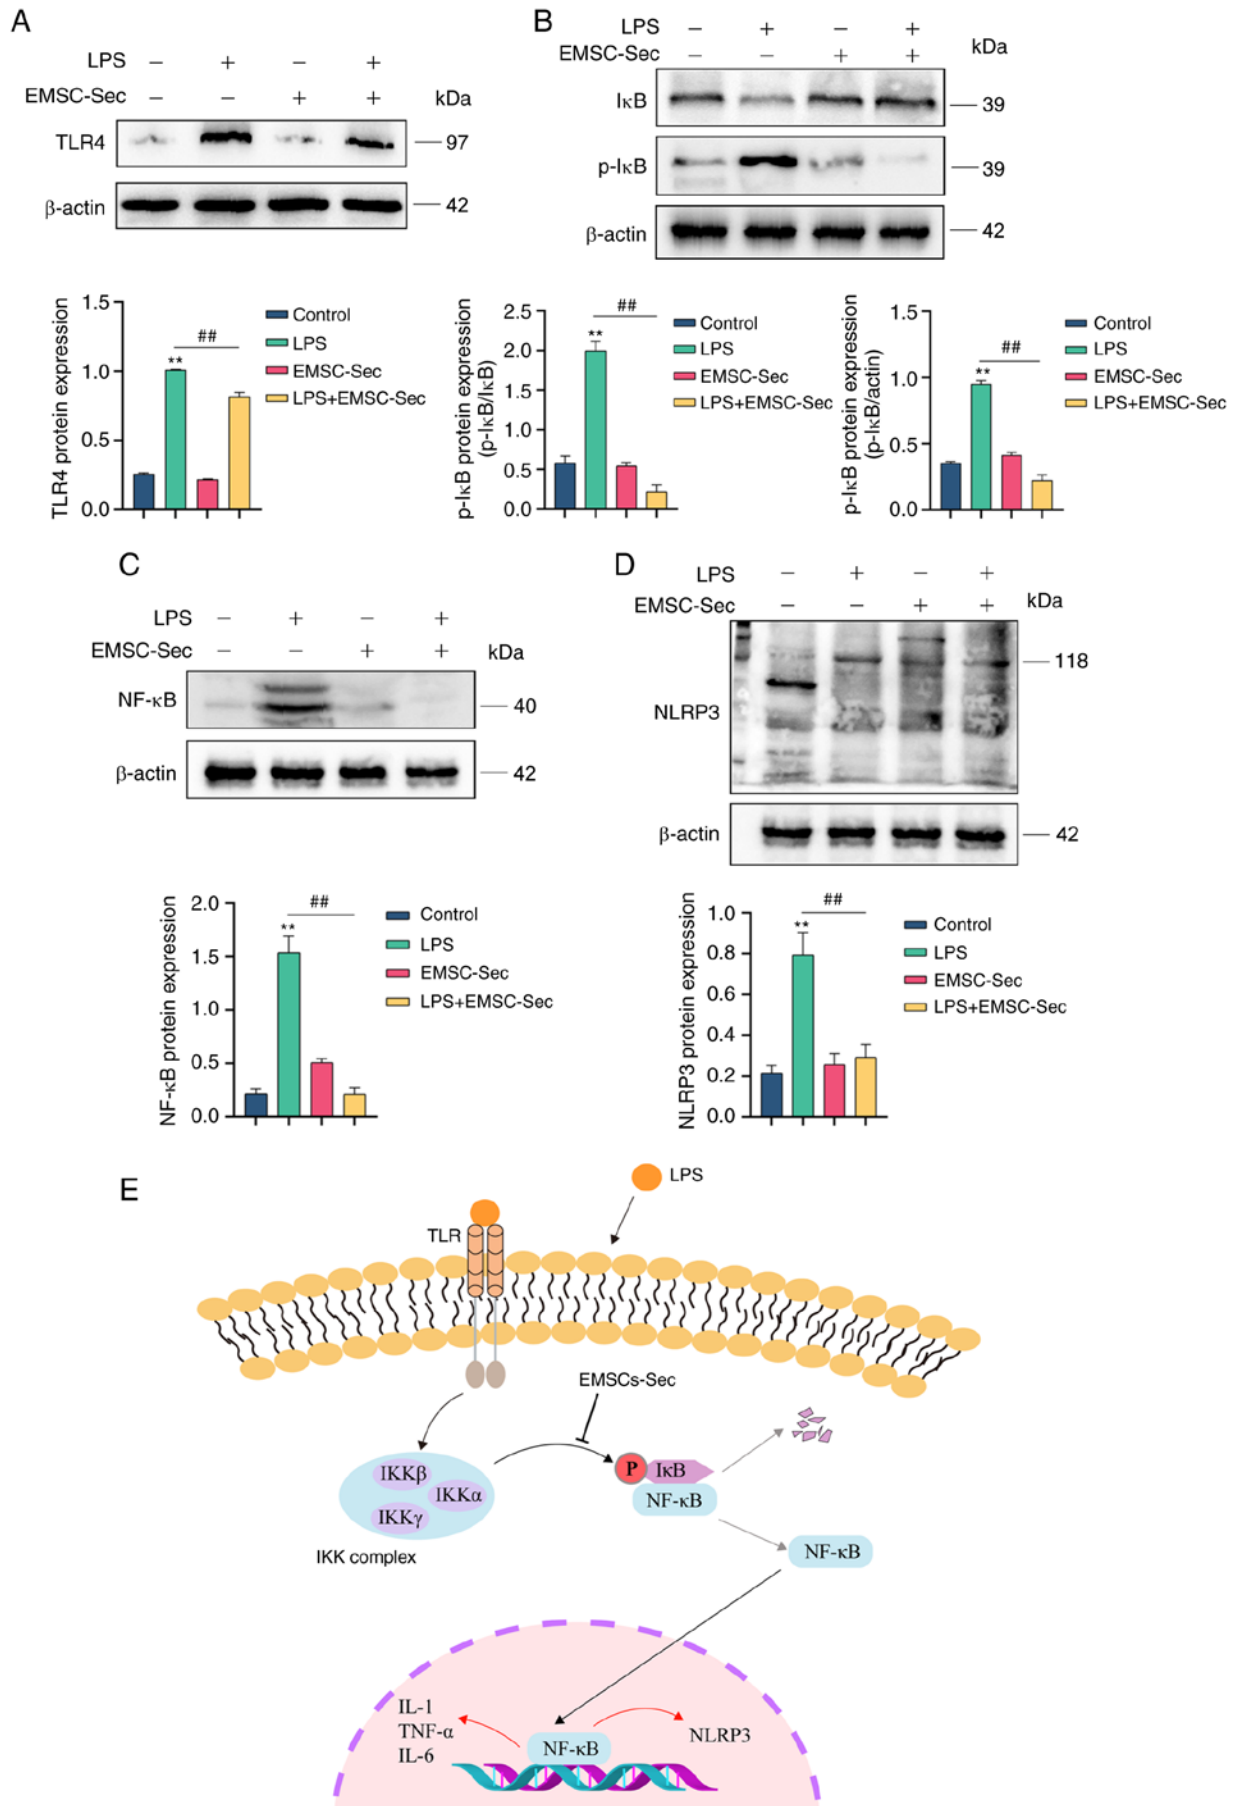 A
LPS − + − +
EMSC-Sec − − + + kDa
TLR4 97
β-actin 42
TLR4 protein expression
1.5
1.0
0.5
0.0
**
##
Control
LPS
EMSC-Sec
LPS+EMSC-Sec
B
LPS − + − +
EMSC-Sec − − + + kDa
IκB 39
p-IκB 39
β-actin 42
p-IκB protein expression
(p-IκB/IκB)
2.5
2.0
1.5
1.0
0.5
0.0
**
##
Control
LPS
EMSC-Sec
LPS+EMSC-Sec
p-IκB protein expression
(p-IκB/actin)
1.5
1.0
0.5
0.0
**
##
Control
LPS
EMSC-Sec
LPS+EMSC-Sec
C
LPS − + − +
EMSC-Sec − − + + kDa
NF-κB 40
β-actin 42
NF-κB protein expression
2.0
1.5
1.0
0.5
0.0
**
##
Control
LPS
EMSC-Sec
LPS+EMSC-Sec
D
LPS − + − +
EMSC-Sec − − + + kDa
118
NLRP3
β-actin 42
NLRP3 protein expression
1.0
0.8
0.6
0.4
0.2
0.0
**
##
Control
LPS
EMSC-Sec
LPS+EMSC-Sec
E
LPS
TLR
EMSCs-Sec
IKKβ
IKKα
IKKγ
IKK complex
P IκB
NF-κB
NF-κB
IL-1
TNF-α
IL-6
NF-κB
NLRP3